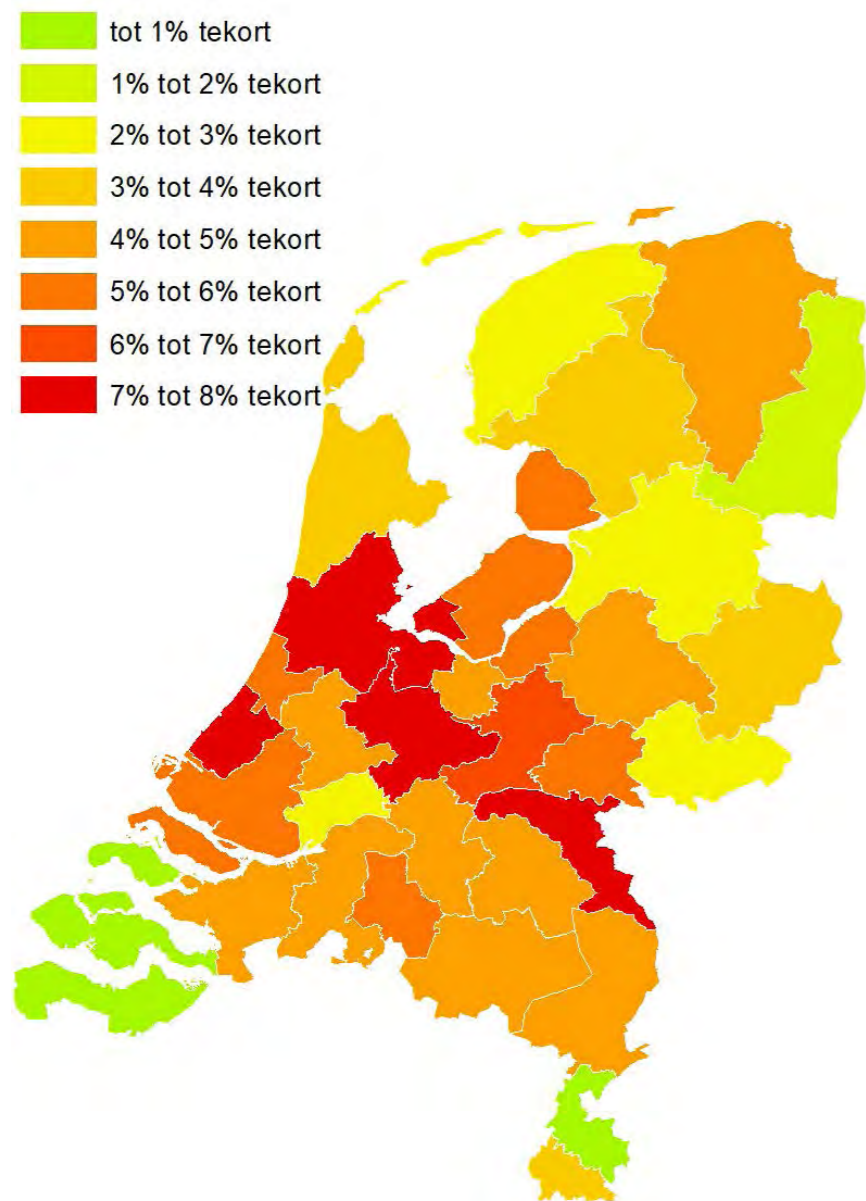 tot 1% tekort
1% tot 2% tekort
2% tot 3% tekort
3% tot 4% tekort
4% tot 5% tekort
5% tot 6% tekort
6% tot 7% tekort
7% tot 8% tekort